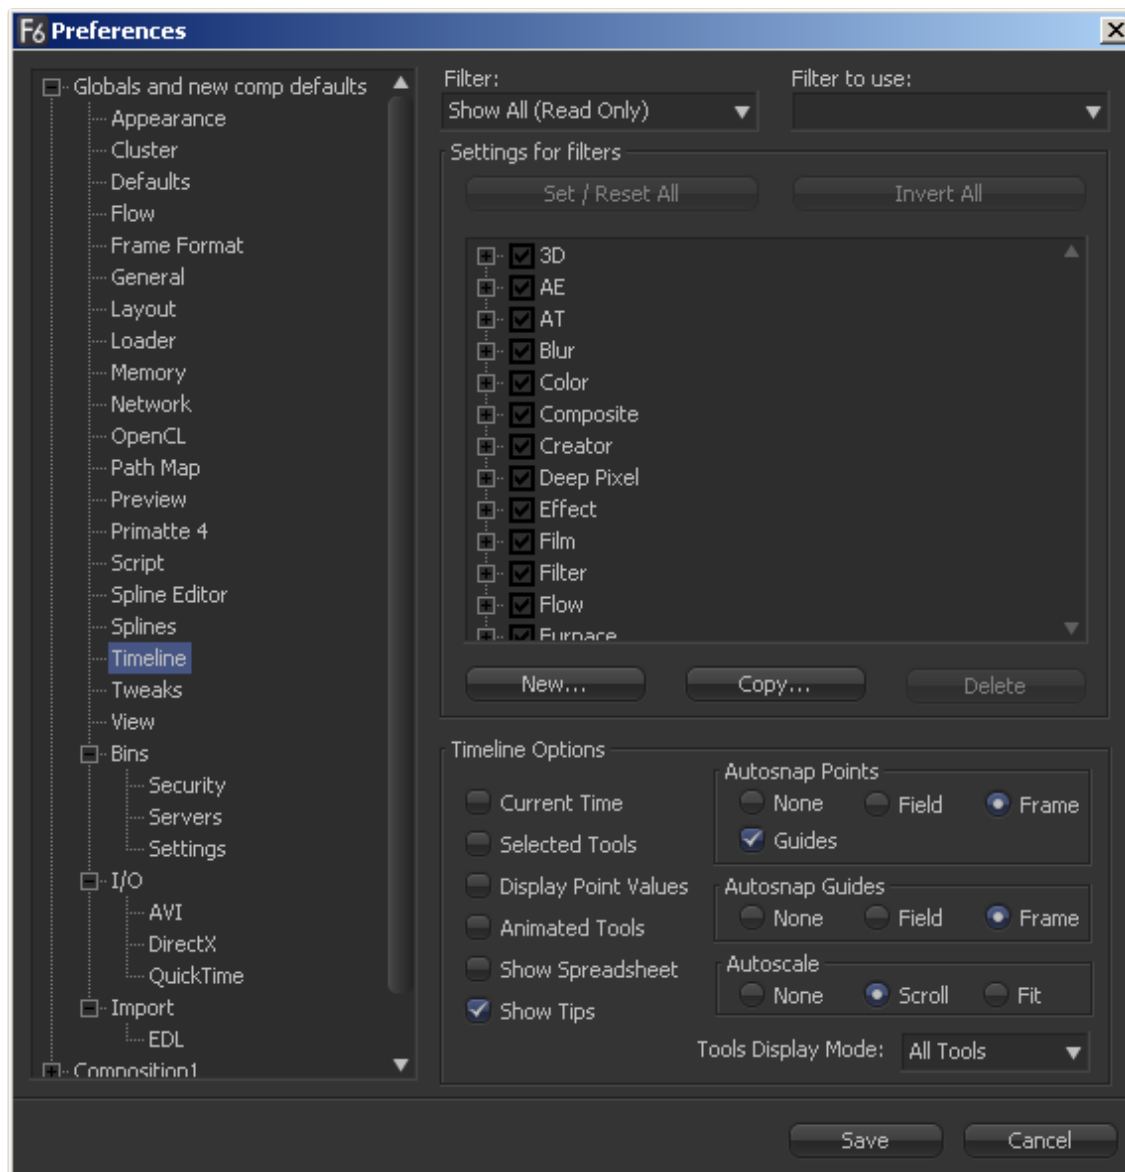 F6 Preferences
Globals and new comp defaults
Appearance
Cluster
Defaults
Flow
Frame Format
General
Layout
Loader
Memory
Network
OpenCL
Path Map
Preview
Primatte 4
Script
Spline Editor
Splines
Timeline
Tweaks
View
Bins
Security
Servers
Settings
I/O
AVI
DirectX
QuickTime
Import
EDL
Composition1
Filter:
Show All (Read Only)
Filter to use:
Settings for filters
Set / Reset All
Invert All
3D
AE
AT
Blur
Color
Composite
Creator
Deep Pixel
Effect
Film
Filter
Flow
Furnace
New...
Copy...
Delete
Timeline Options
Current Time
Selected Tools
Display Point Values
Animated Tools
Show Spreadsheet
Show Tips
Autosnap Points
None
Field
Frame
Guides
Autosnap Guides
None
Field
Frame
Autoscale
None
Scroll
Fit
Tools Display Mode:
All Tools
Save
Cancel